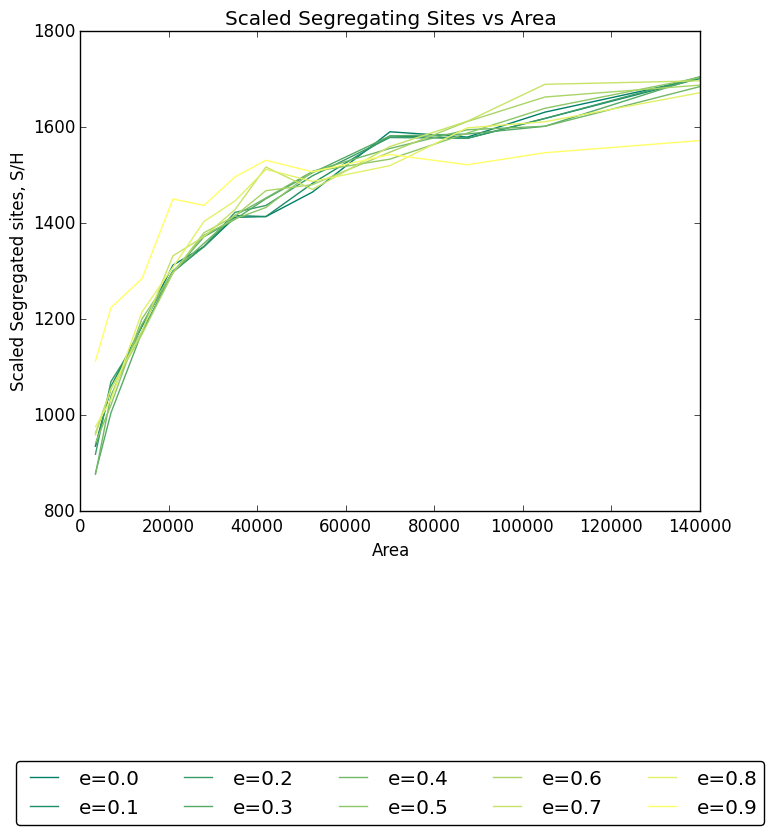 Scaled Segregating Sites vs Area
1800
1600
1400
1200
1000
800
Scaled Segregated sites, S/H
0 20000 40000 60000 80000 100000 120000 140000
Area
e=0.0 e=0.2 e=0.4 e=0.6 e=0.8
e=0.1 e=0.3 e=0.5 e=0.7 e=0.9